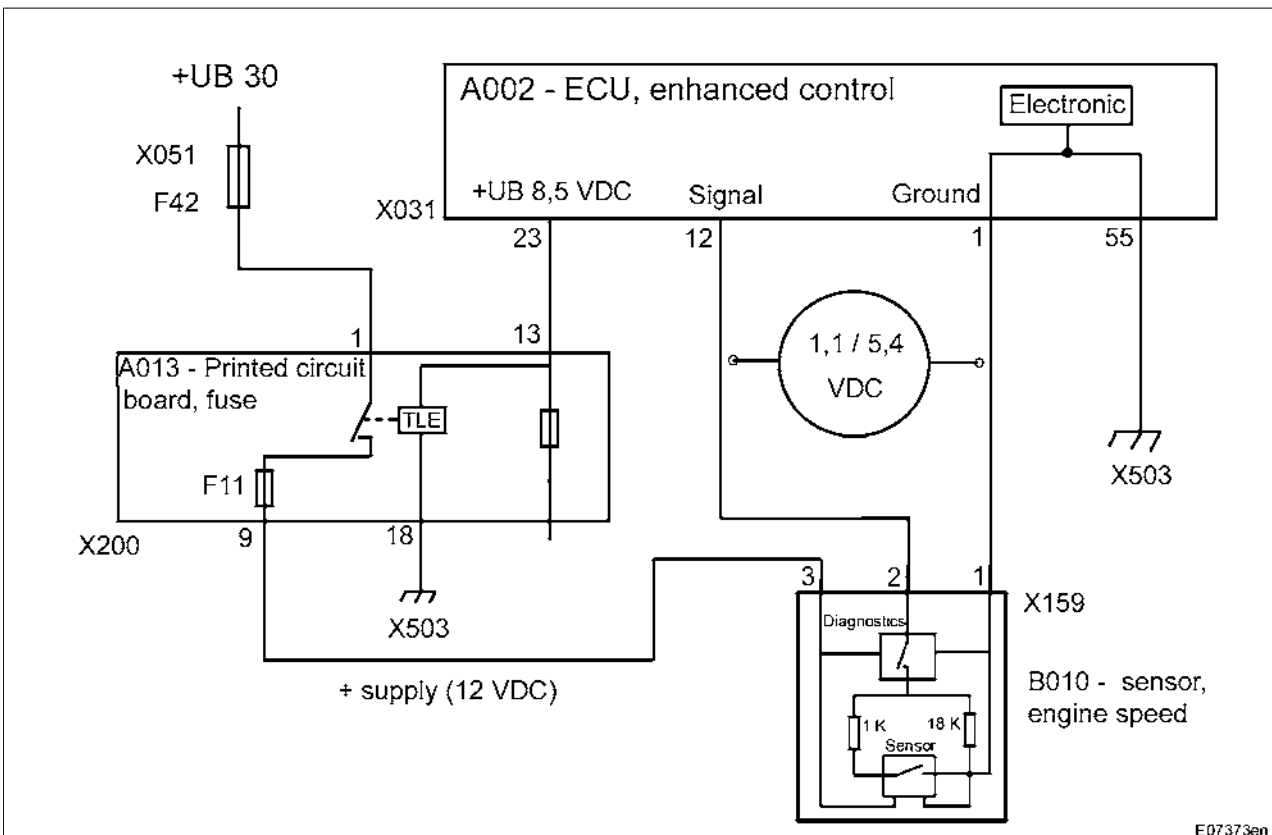 +UB 30
A002 - ECU, enhanced control
Electronic
X051
F42
+UB 8,5 VDC
Signal
Ground
X031
23
12
1
55
1
13
A013 - Printed circuit
board, fuse
TLE
F11
1,1 / 5,4
VDC
X503
X200
9
18
X503
3
2
1
X159
Diagnostics
+ supply (12 VDC)
B010 - sensor,
engine speed
1 K
18 K
Sensor
E07373en